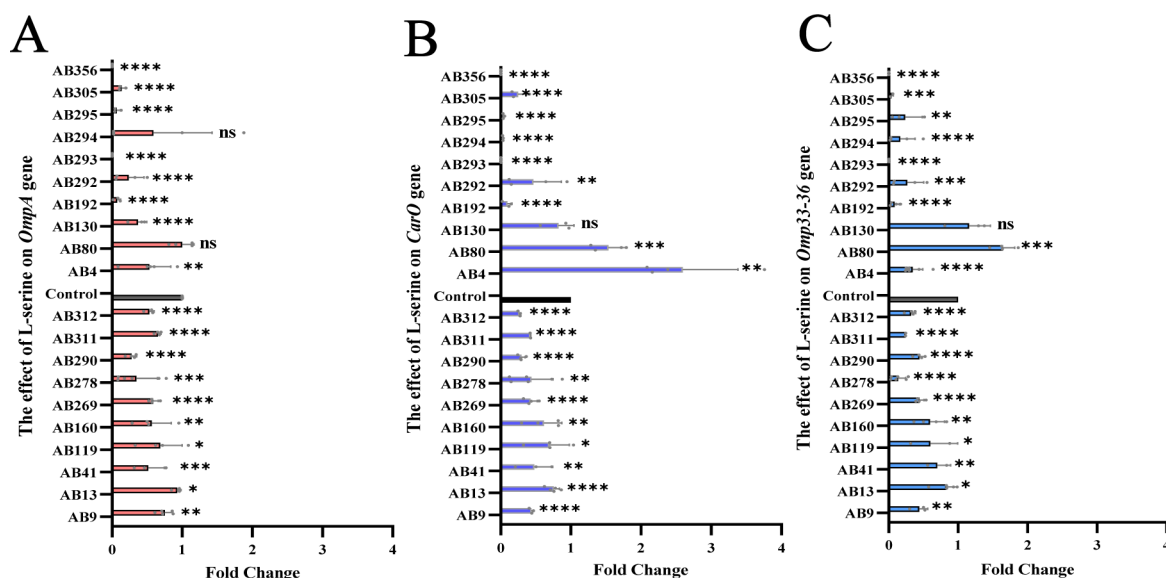 A
The effect of L-serine on OmpA gene
AB356 ****
AB305 ****
AB295 ****
AB294 ns
AB293 ****
AB292 ****
AB192 ****
AB130 ****
AB80 ns
AB4 **
Control
AB312 ****
AB311 ****
AB290 ****
AB278 ***
AB269 ****
AB160 **
AB119 *
AB41 ***
AB13 *
AB9 **
0 1 2 3 4
Fold Change
B
The effect of L-serine on CarO gene
AB356 ****
AB305 ****
AB295 ****
AB294 ****
AB293 ****
AB292 **
AB192 ****
AB130 ns
AB80 ***
AB4 **
Control
AB312 ****
AB311 ****
AB290 ****
AB278 **
AB269 ****
AB160 **
AB119 *
AB41 **
AB13 ****
AB9 ****
0 1 2 3 4
Fold Change
C
The effect of L-serine on Omp33-36 gene
AB356 ****
AB305 ***
AB295 **
AB294 ****
AB293 ****
AB292 ***
AB192 ****
AB130 ns
AB80 ***
AB4 ****
Control
AB312 ****
AB311 ****
AB290 ****
AB278 ****
AB269 ****
AB160 **
AB119 *
AB41 **
AB13 *
AB9 **
0 1 2 3 4
Fold Change